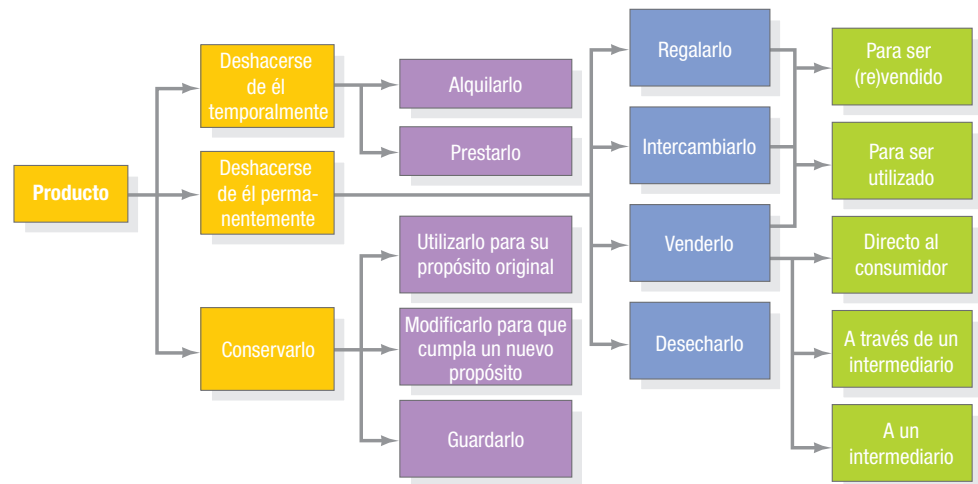 Producto
Deshacerse
de él
temporalmente
Deshacerse
de él perma-
nentemente
Conservarlo
Alquilarlo
Prestarlo
Utilizarlo para su
propósito original
Modificarlo para que
cumpla un nuevo
propósito
Guardarlo
Regalarlo
Intercambiarlo
Venderlo
Desecharlo
Para ser
(re)vendido
Para ser
utilizado
Directo al
consumidor
A través de un
intermediario
A un
intermediario